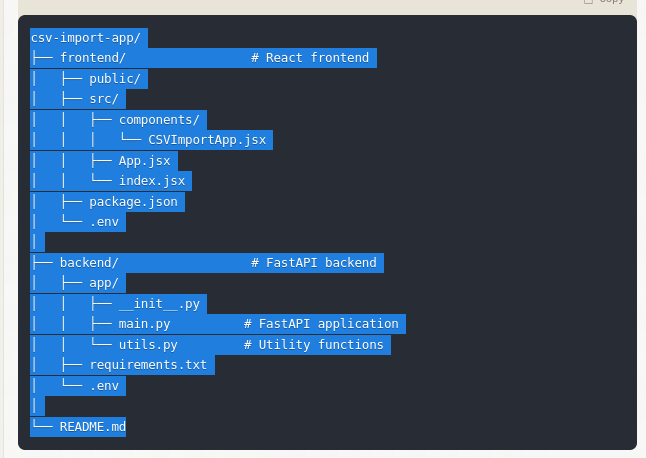 csv-import-app/
├── frontend/                 # React frontend
│   ├── public/
│   ├── src/
│   │   ├── components/
│   │   │   └── CSVImportApp.jsx
│   │   ├── App.jsx
│   │   └── index.jsx
│   ├── package.json
│   └── .env
│
├── backend/                  # FastAPI backend
│   ├── app/
│   │   ├── __init__.py
│   │   ├── main.py          # FastAPI application
│   │   └── utils.py         # Utility functions
│   ├── requirements.txt
│   └── .env
│
└── README.md